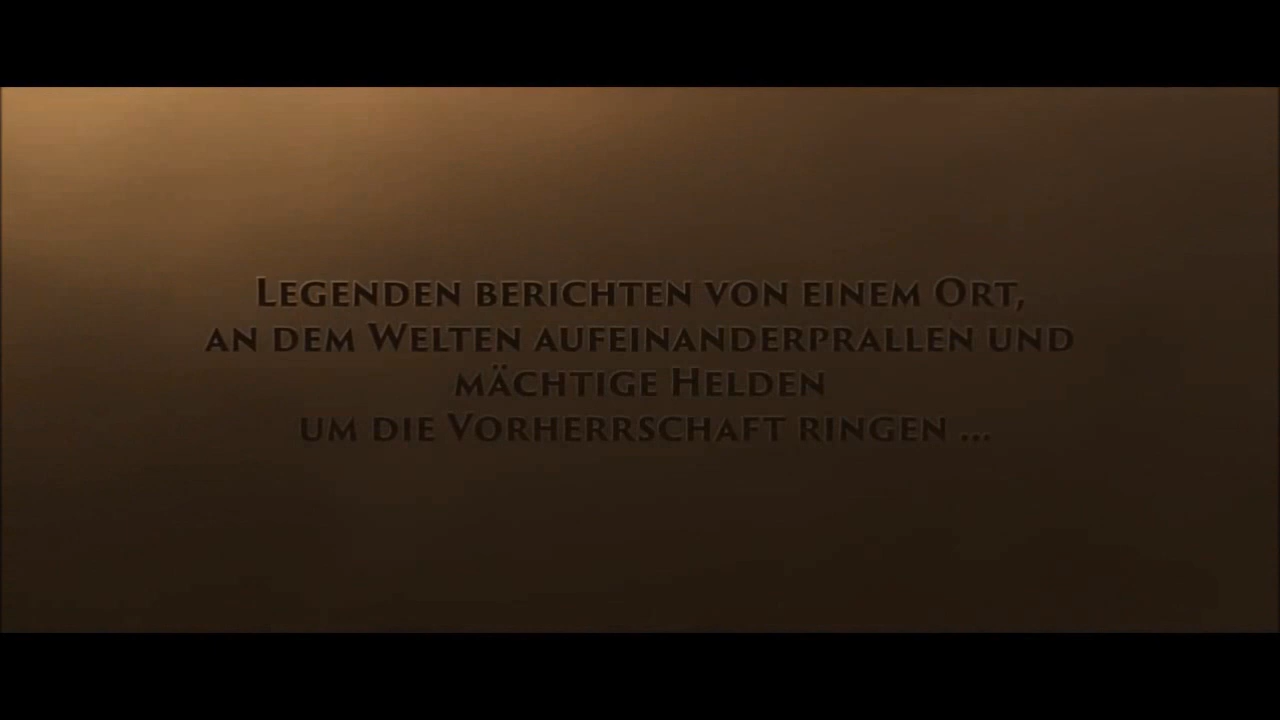 Legenden berichten von einem Ort,
an dem Welten aufeinanderprallen und
mächtige Helden
um die Vorherrschaft ringen ...